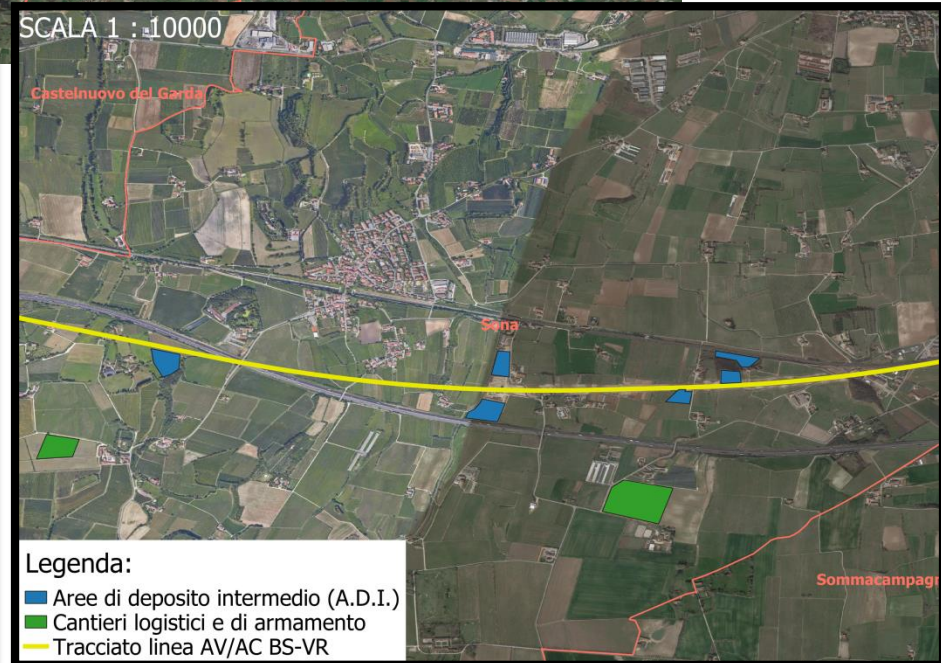 SCALA 1 : 10000
Castelnuovo del Garda
Sona
Sommacampagn
Legenda:
Aree di deposito intermedio (A.D.I.)
Cantieri logistici e di armamento
Tracciato linea AV/AC BS-VR